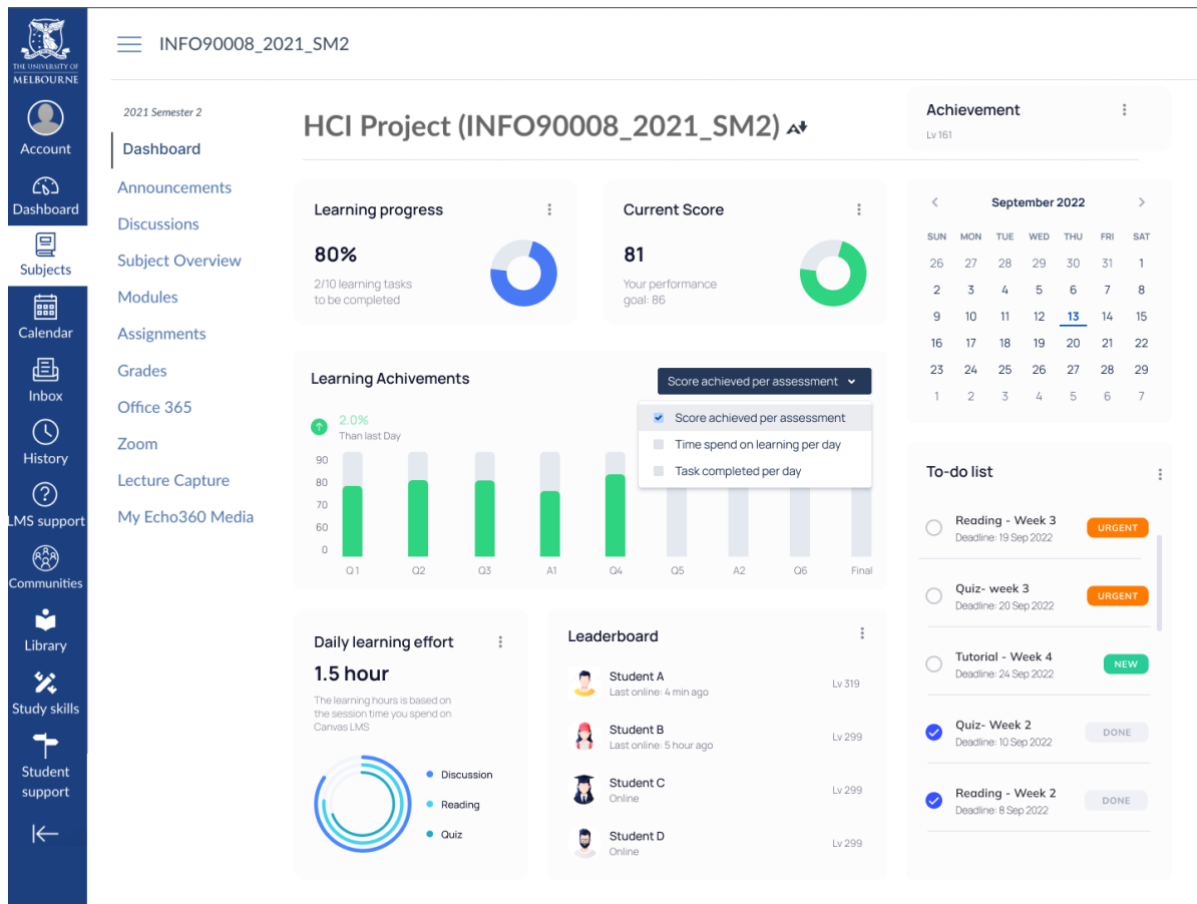 THE UNIVERSITY OF
MELBOURNE
Account
Dashboard
Subjects
Calendar
Inbox
History
LMS support
Communities
Library
Study skills
Student
support
INFO90008_2021_SM2
2021 Semester 2
Dashboard
Announcements
Discussions
Subject Overview
Modules
Assignments
Grades
Office 365
Zoom
Lecture Capture
My Echo360 Media
HCI Project (INFO90008_2021_SM2)
Learning progress
80%
2/10 learning tasks
to be completed
Current Score
81
Your performance
goal: 86
Learning Achivements
Score achieved per assessment
Score achieved per assessment
Time spend on learning per day
Task completed per day
2.0%
Than last Day
90
80
70
60
0
Q1 Q2 Q3 A1 Q4 Q5 A2 Q6 Final
Daily learning effort
1.5 hour
The learning hours is based on
the session time you spend on
Canvas LMS
Discussion
Reading
Quiz
Leaderboard
Student A
Last online: 4 min ago
Lv 319
Student B
Last online: 5 hour ago
Lv 299
Student C
Online
Lv 299
Student D
Online
Lv 299
Achievement
Lv 161
September 2022
SUN MON TUE WED THU FRI SAT
26 27 28 29 30 31 1
2 3 4 5 6 7 8
9 10 11 12 13 14 15
16 17 18 19 20 21 22
23 24 25 26 27 28 29
1 2 3 4 5 6 7
To-do list
Reading - Week 3
Deadline: 19 Sep 2022
URGENT
Quiz- week 3
Deadline: 20 Sep 2022
URGENT
Tutorial - Week 4
Deadline: 24 Sep 2022
NEW
Quiz- Week 2
Deadline: 10 Sep 2022
DONE
Reading - Week 2
Deadline: 8 Sep 2022
DONE